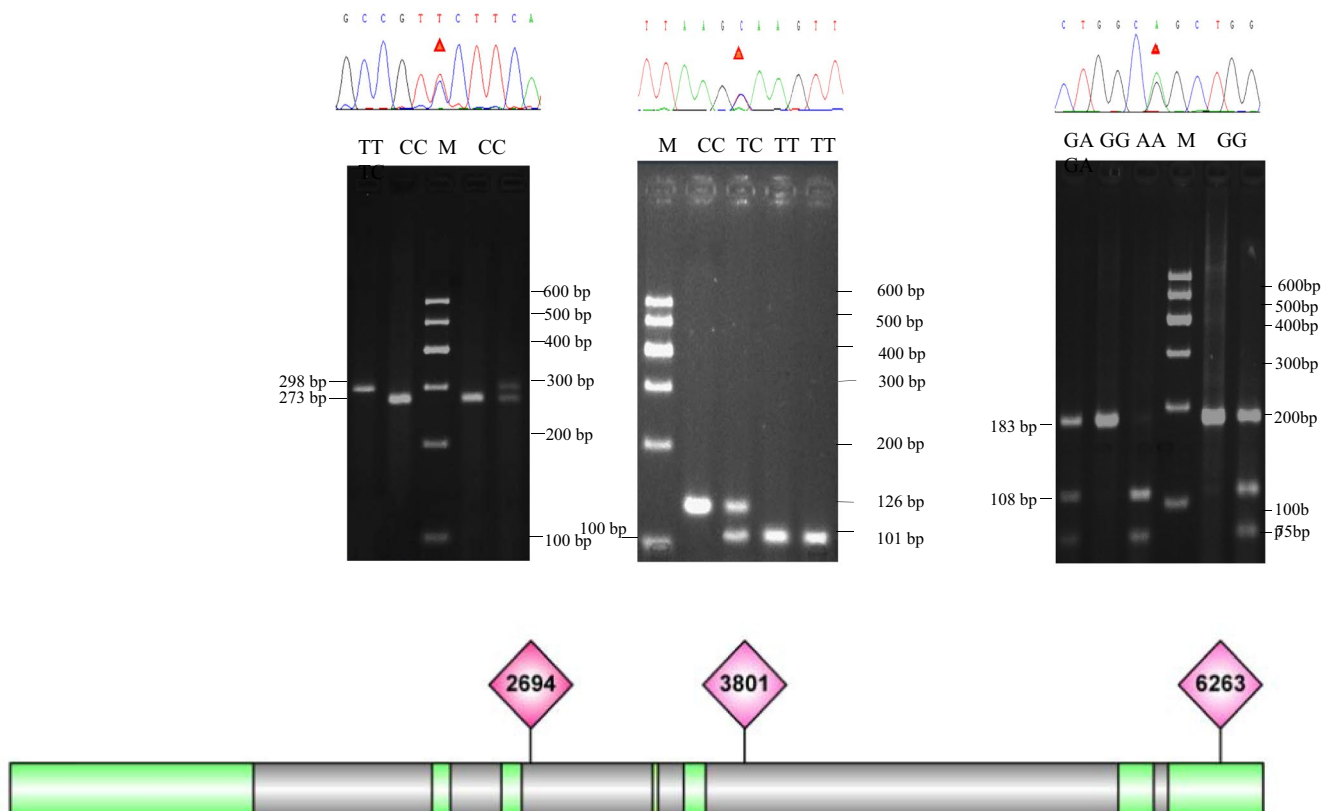 G C C G T T C T T C A
T T A A G C A A G T T
C T G G C A G C T G G
TT CC M CC
TC
M CC TC TT TT
GA GG AA M GG
GA
600 bp
500 bp
400 bp
298 bp
300 bp
273 bp
200 bp
100 bp
600 bp
500 bp
400 bp
300 bp
200 bp
126 bp
100 bp
101 bp
600bp
500bp
400bp
300bp
200bp
183 bp
108 bp
100b
p
75bp
2694
3801
6263